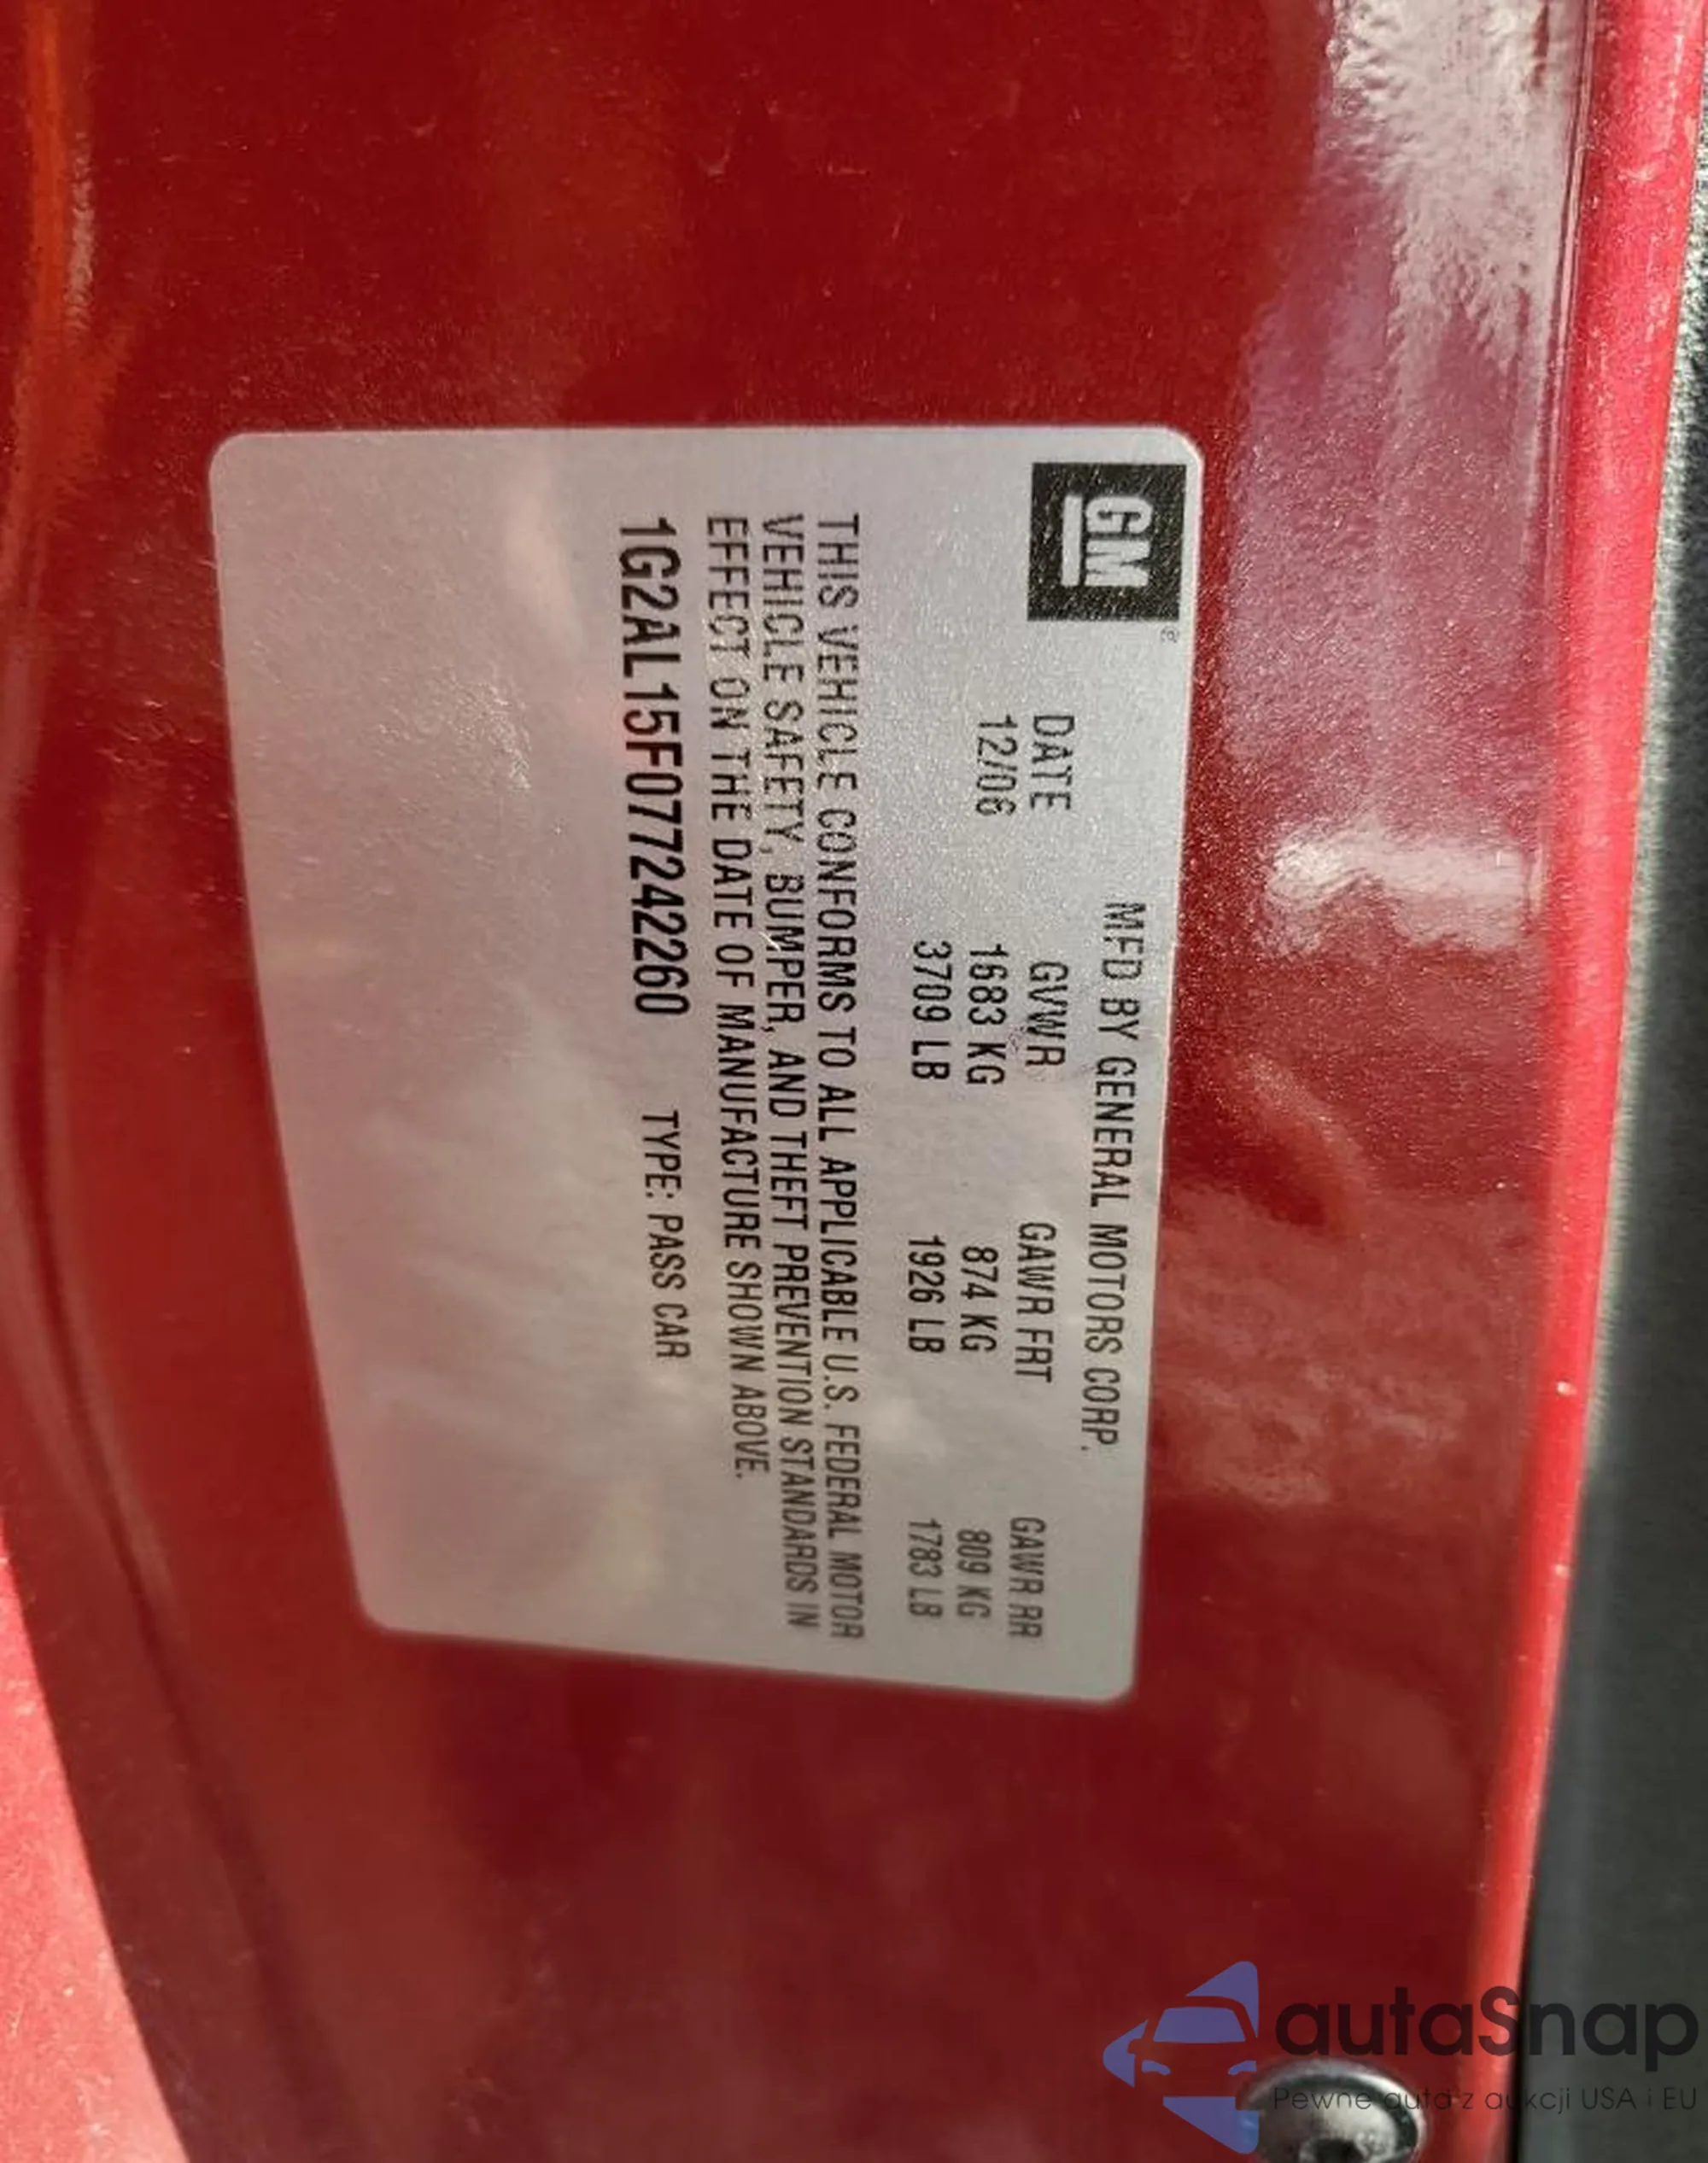 GM
®
MFD BY GENERAL MOTORS CORP.
DATE GVWR GAWR FRT GAWR RR
12/06 1683 KG 874 KG 809 KG
3709 LB 1926 LB 1783 LB
THIS VEHICLE CONFORMS TO ALL APPLICABLE U.S. FEDERAL MOTOR
VEHICLE SAFETY, BUMPER, AND THEFT PREVENTION STANDARDS IN
EFFECT ON THE DATE OF MANUFACTURE SHOWN ABOVE.
1G2AL15F077242260 TYPE: PASS CAR
autaSnap
Pewne auta z aukcji USA i EU